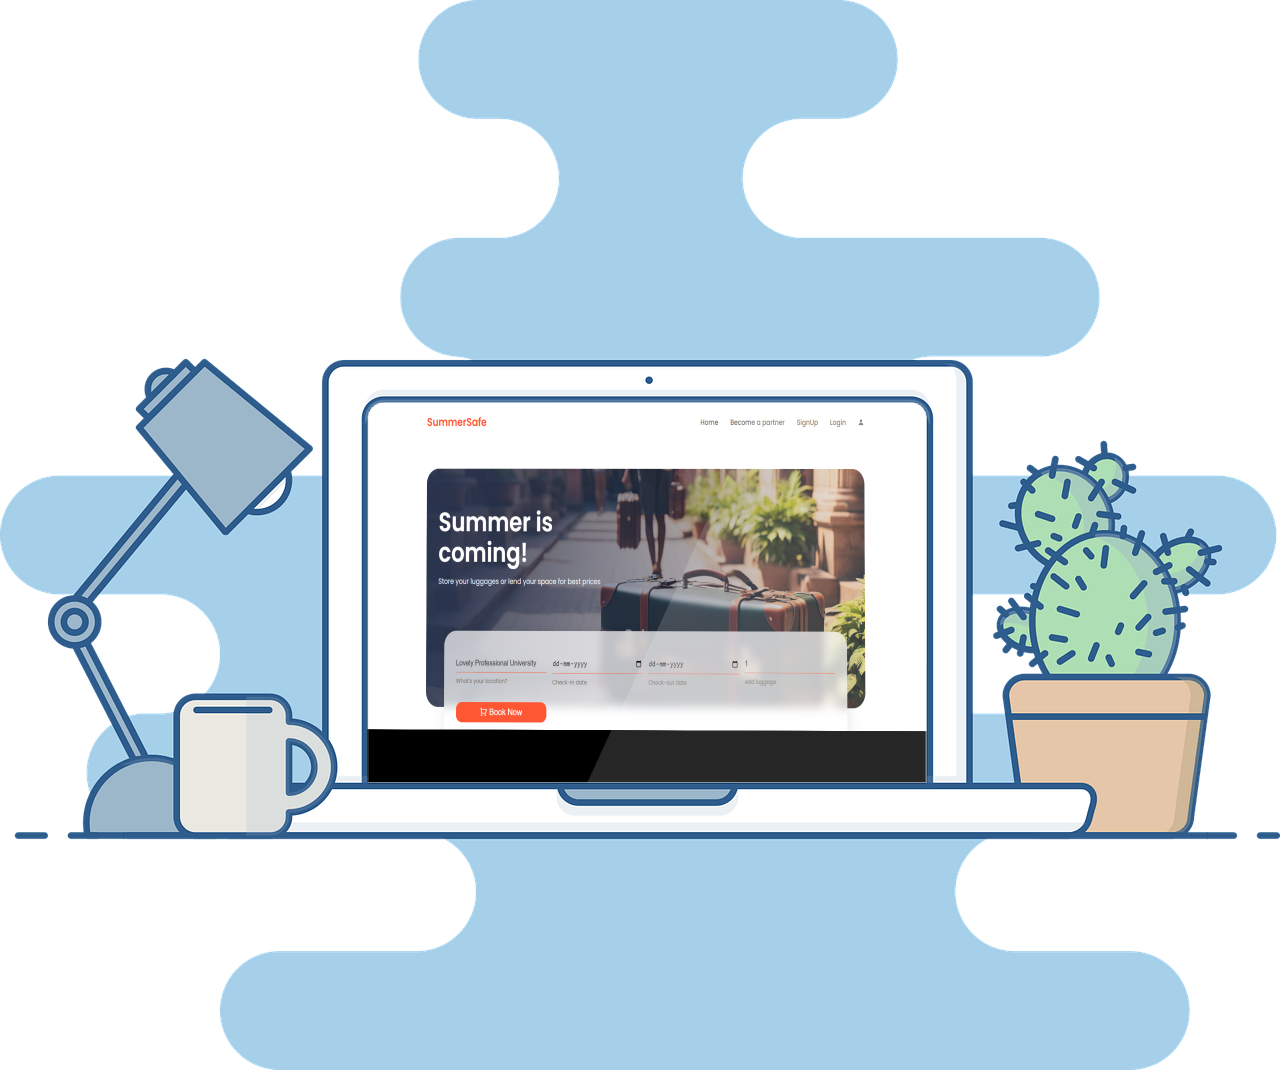 SummerSafe
Home Become a partner SignUp Login
Summer is
coming!
Store your luggages or lend your space for best prices
Lovely Professional University dd-mm-yyyy dd-mm-yyyy 1
What's your location? Check-in date Check-out date Add luggage
Book Now